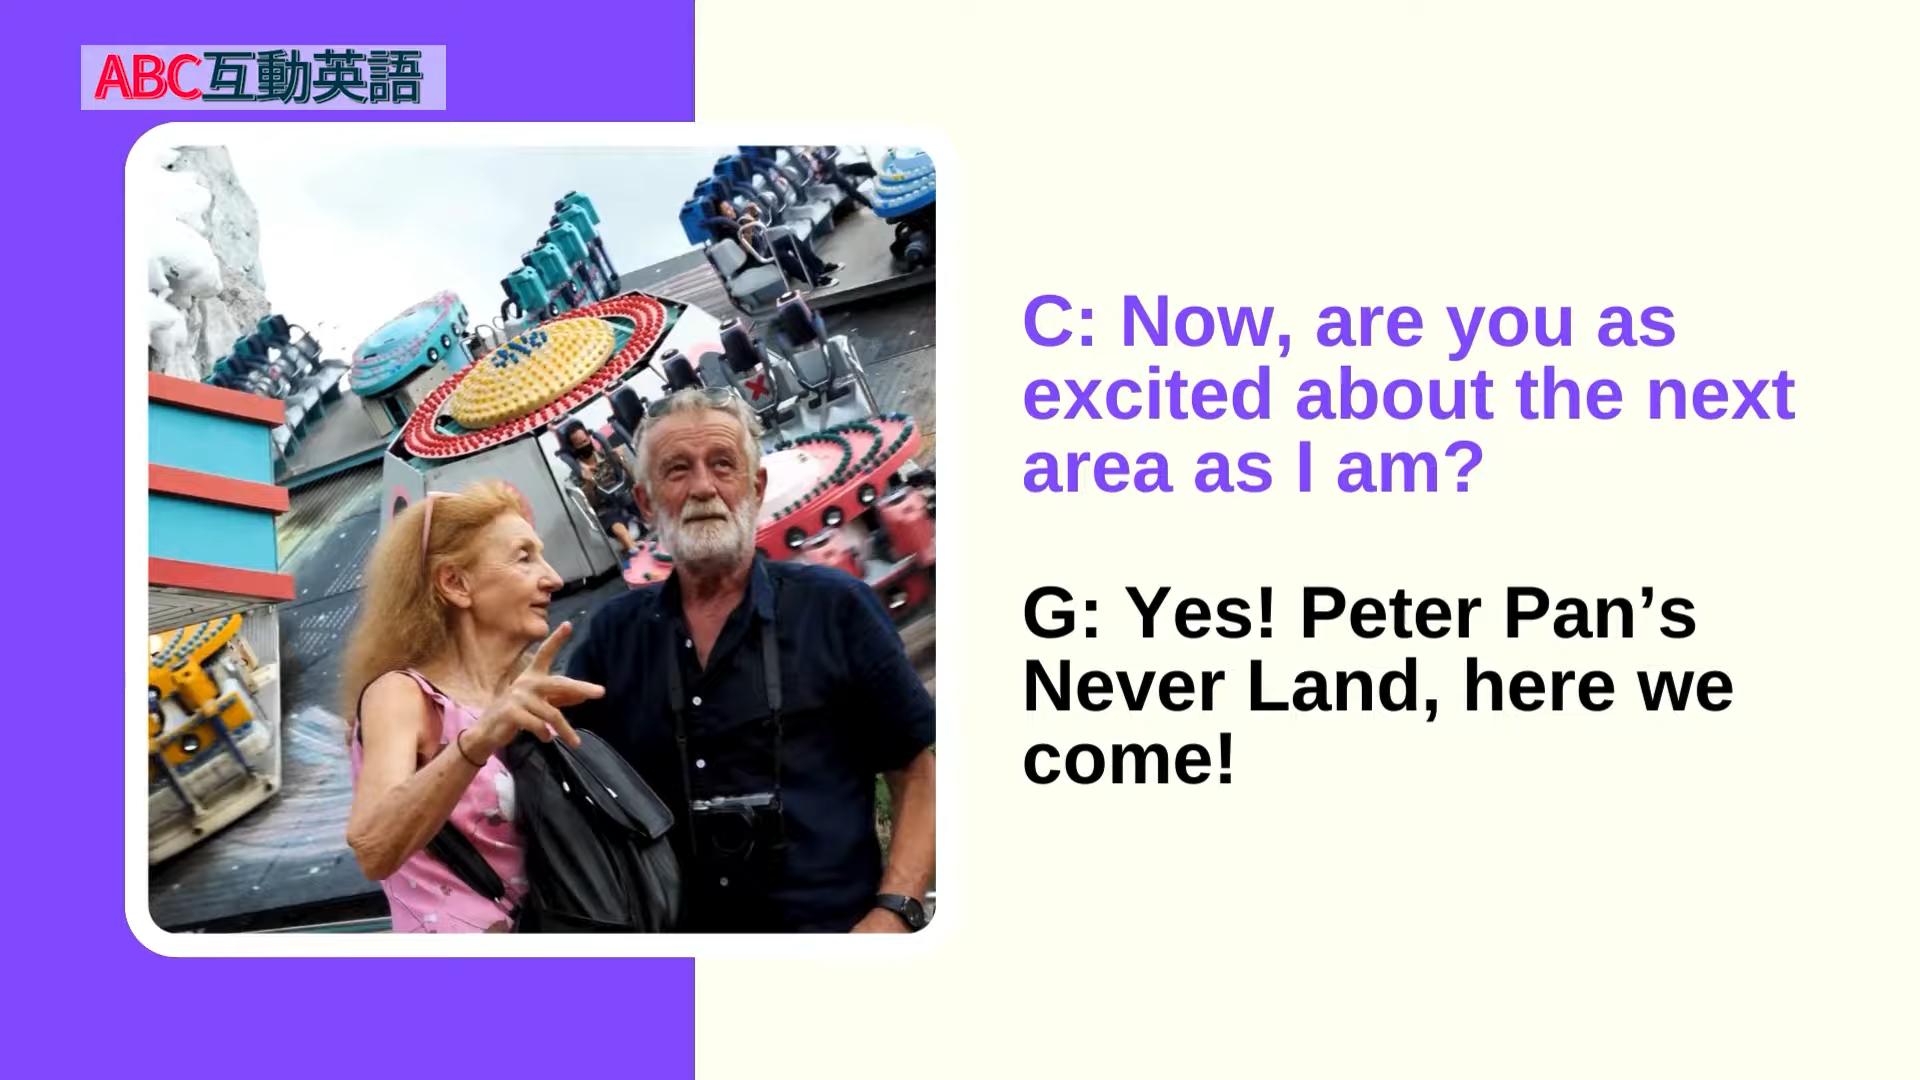 ABC互動英語
C: Now, are you as
excited about the next
area as I am?
G: Yes! Peter Pan’s
Never Land, here we
come!